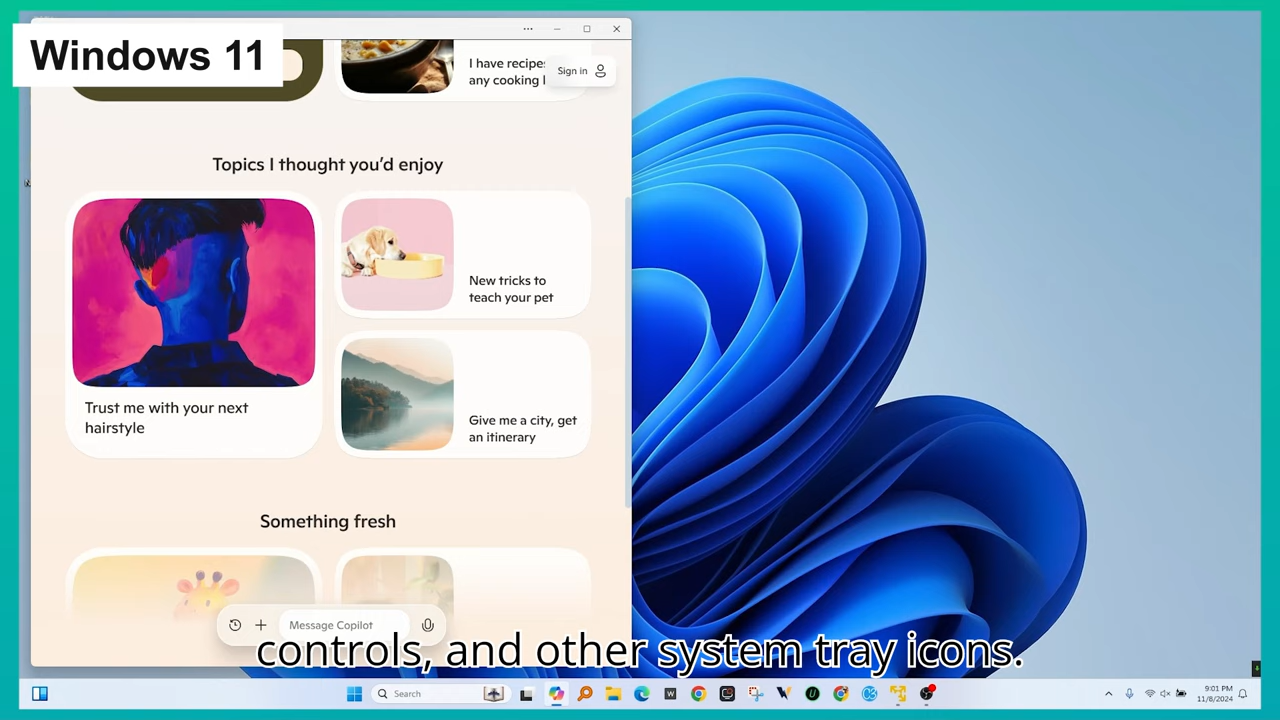 Windows 11
I have recipe
any cooking
Sign in
Topics I thought you'd enjoy
Trust me with your next
hairstyle
New tricks to
teach your pet
Give me a city, get
an itinerary
Something fresh
Message Copilot
controls, and other system tray icons.
Search
9:01 PM
11/8/2024